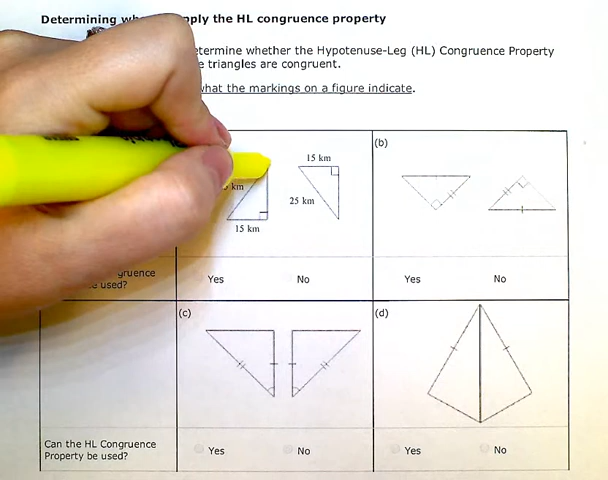 Determining pply the HL congruence property
etermine whether the Hypotenuse-Leg (HL) Congruence Property
e triangles are congruent.
what the markings on a figure indicate.
(b)
15 km
km
25 km
15 km
gruence
e used?
Yes
No
Yes
No
(c)
(d)
Can the HL Congruence
Property be used?
Yes
No
Yes
No